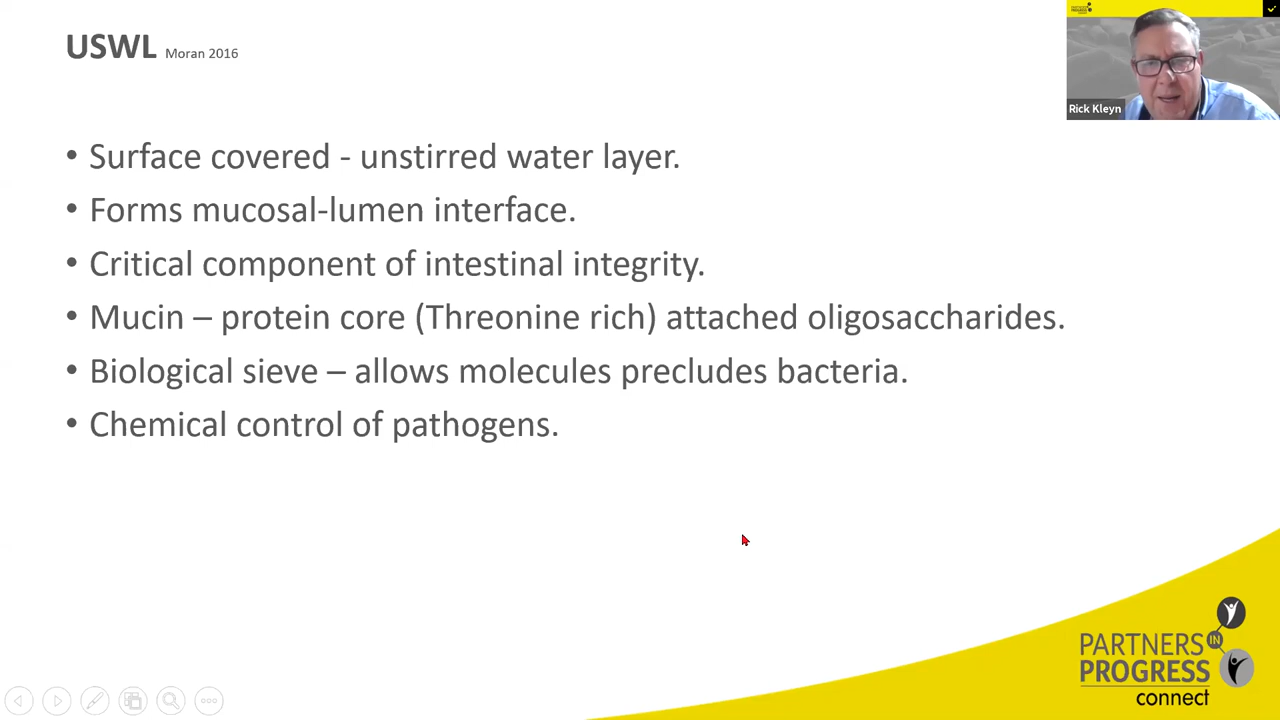 USWL Moran 2016
Rick Kleyn
• Surface covered - unstirred water layer.
• Forms mucosal-lumen interface.
• Critical component of intestinal integrity.
• Mucin – protein core (Threonine rich) attached oligosaccharides.
• Biological sieve – allows molecules precludes bacteria.
• Chemical control of pathogens.
PARTNERS IN
PROGRESS
connect